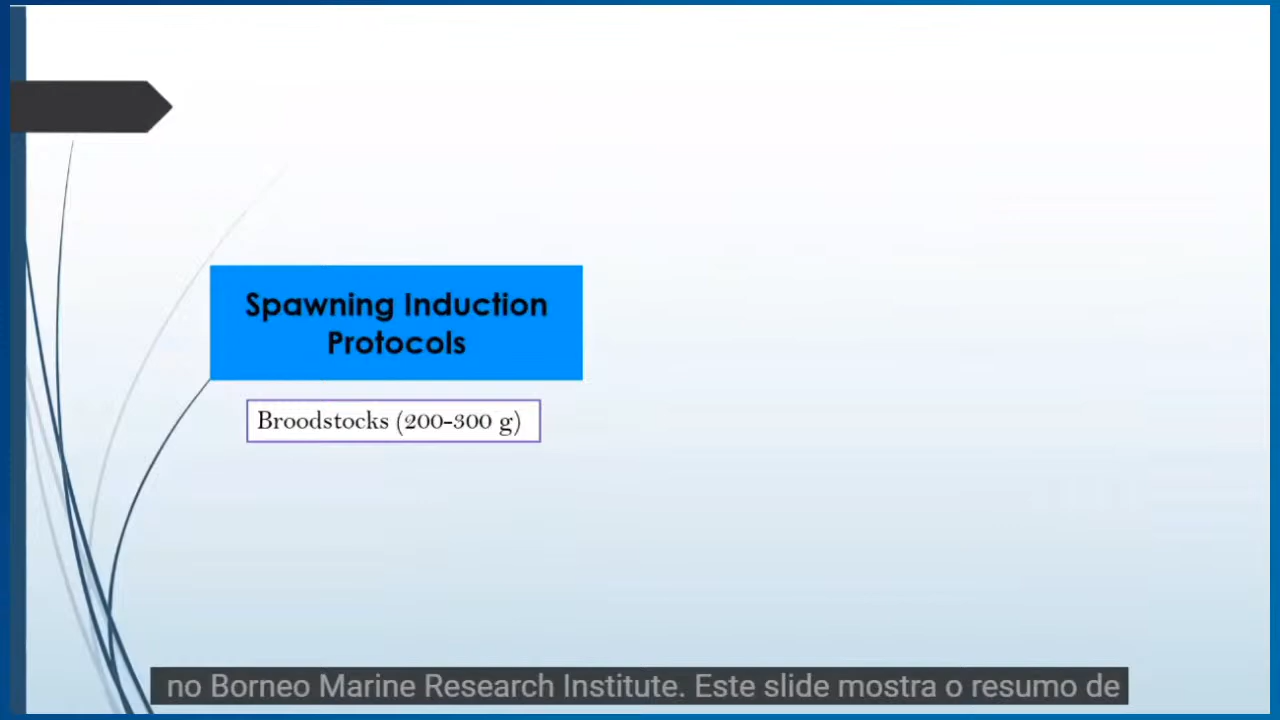 Spawning Induction
Protocols
Broodstocks (200-300 g)
no Borneo Marine Research Institute. Este slide mostra o resumo de